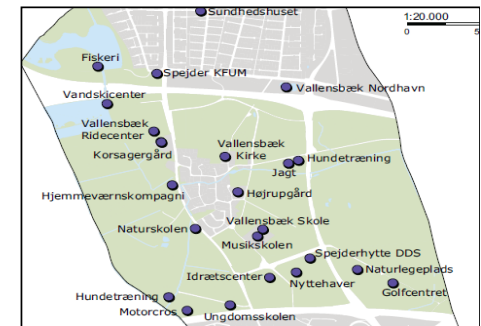 Sundhedshuset
1:20.000
0
5
Fiskeri
Spejder KFUM
Vallensbæk Nordhavn
Vandskicenter
Vallensbæk
Ridecenter
Korsagergård
Vallensbæk
Kirke
Hundetræning
Jagt
Hjemmeværnskompagni
Højrupgård
Naturskolen
Vallensbæk Skole
Musikskolen
Spejderhytte DDS
Naturlegeplads
Idrætscenter
Nyttehaver
Golfcentret
Hundetræning
Motorcros
Ungdomsskolen